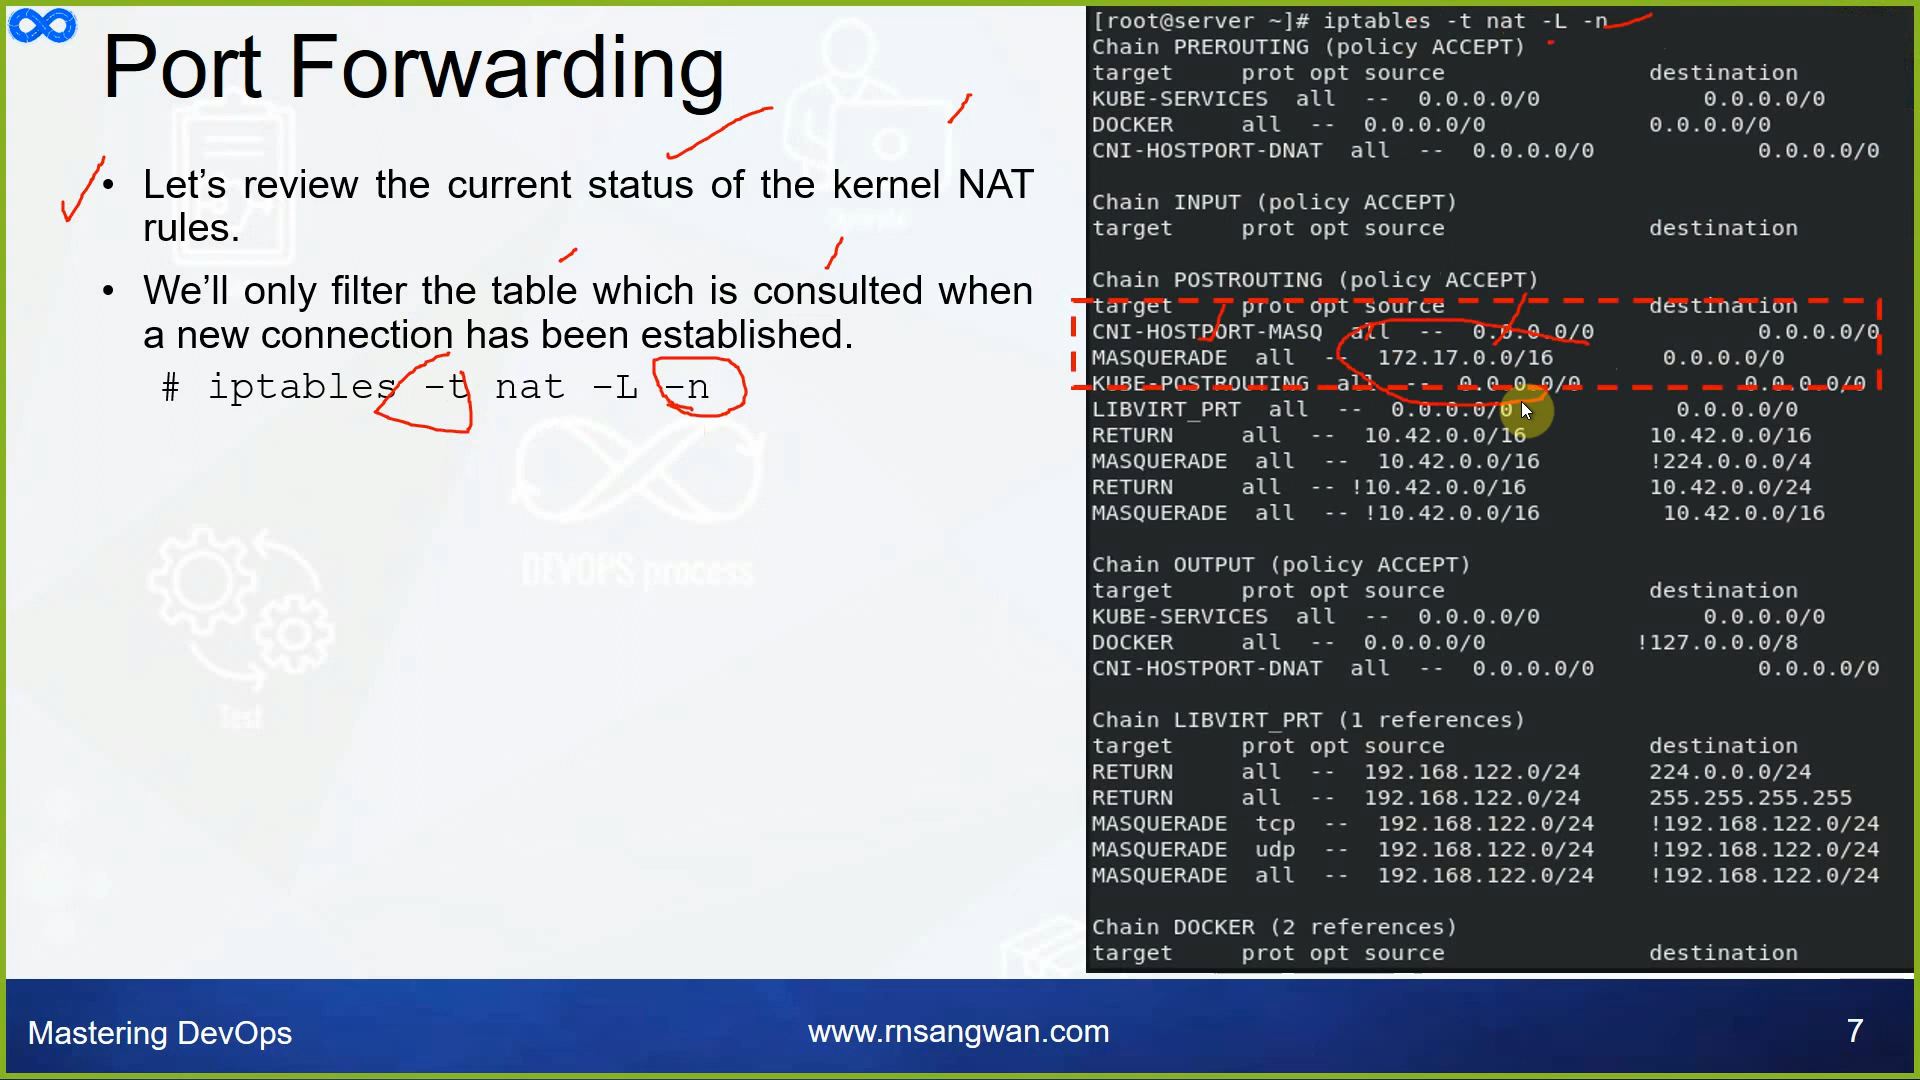 Port Forwarding
• Let’s review the current status of the kernel NAT
rules.
• We’ll only filter the table which is consulted when
a new connection has been established.
# iptables -t nat -L -n
DEVOPS process
Test
[root@server ~]# iptables -t nat -L -n
Chain PREROUTING (policy ACCEPT)
target prot opt source destination
KUBE-SERVICES all -- 0.0.0.0/0 0.0.0.0/0
DOCKER all -- 0.0.0.0/0 0.0.0.0/0
CNI-HOSTPORT-DNAT all -- 0.0.0.0/0 0.0.0.0/0
Chain INPUT (policy ACCEPT)
target prot opt source destination
Chain POSTROUTING (policy ACCEPT)
target prot opt source destination
CNI-HOSTPORT-MASQ all -- 0.0.0.0/0 0.0.0.0/0
MASQUERADE all -- 172.17.0.0/16 0.0.0.0/0
KUBE-POSTROUTING all -- 0.0.0.0/0 0.0.0.0/0
LIBVIRT_PRT all -- 0.0.0.0/0 0.0.0.0/0
RETURN all -- 10.42.0.0/16 10.42.0.0/16
MASQUERADE all -- 10.42.0.0/16 !224.0.0.0/4
RETURN all -- !10.42.0.0/16 10.42.0.0/24
MASQUERADE all -- !10.42.0.0/16 10.42.0.0/16
Chain OUTPUT (policy ACCEPT)
target prot opt source destination
KUBE-SERVICES all -- 0.0.0.0/0 0.0.0.0/0
DOCKER all -- 0.0.0.0/0 !127.0.0.0/8
CNI-HOSTPORT-DNAT all -- 0.0.0.0/0 0.0.0.0/0
Chain LIBVIRT_PRT (1 references)
target prot opt source destination
RETURN all -- 192.168.122.0/24 224.0.0.0/24
RETURN all -- 192.168.122.0/24 255.255.255.255
MASQUERADE tcp -- 192.168.122.0/24 !192.168.122.0/24
MASQUERADE udp -- 192.168.122.0/24 !192.168.122.0/24
MASQUERADE all -- 192.168.122.0/24 !192.168.122.0/24
Chain DOCKER (2 references)
target prot opt source destination
Mastering DevOps
www.rnsangwan.com
7